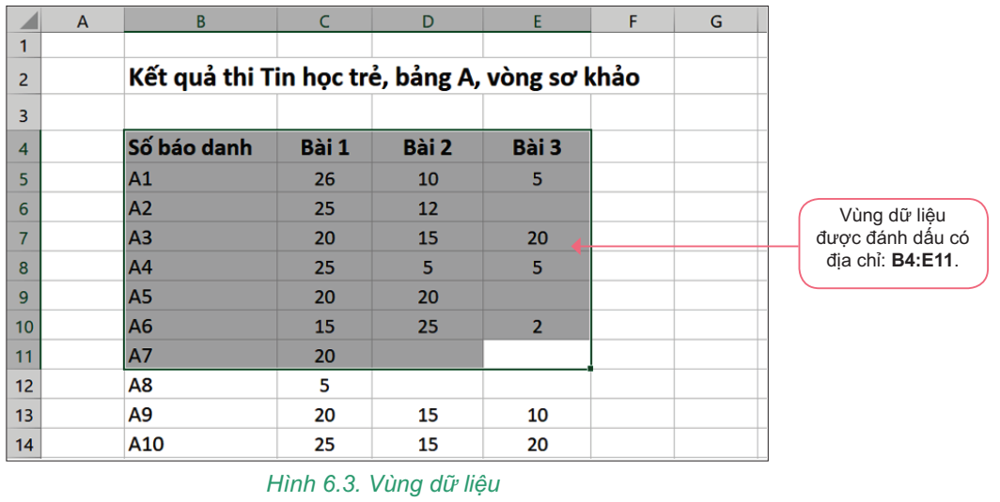 A B C D E F G
1
2 Kết quả thi Tin học trẻ, bảng A, vòng sơ khảo
3
4 Số báo danh Bài 1 Bài 2 Bài 3
5 A1 26 10 5
6 A2 25 12
7 A3 20 15 20
8 A4 25 5 5
9 A5 20 20
10 A6 15 25 2
11 A7 20
12 A8 5
13 A9 20 15 10
14 A10 25 15 20
Vùng dữ liệu
được đánh dấu có
địa chỉ: B4:E11.
Hình 6.3. Vùng dữ liệu